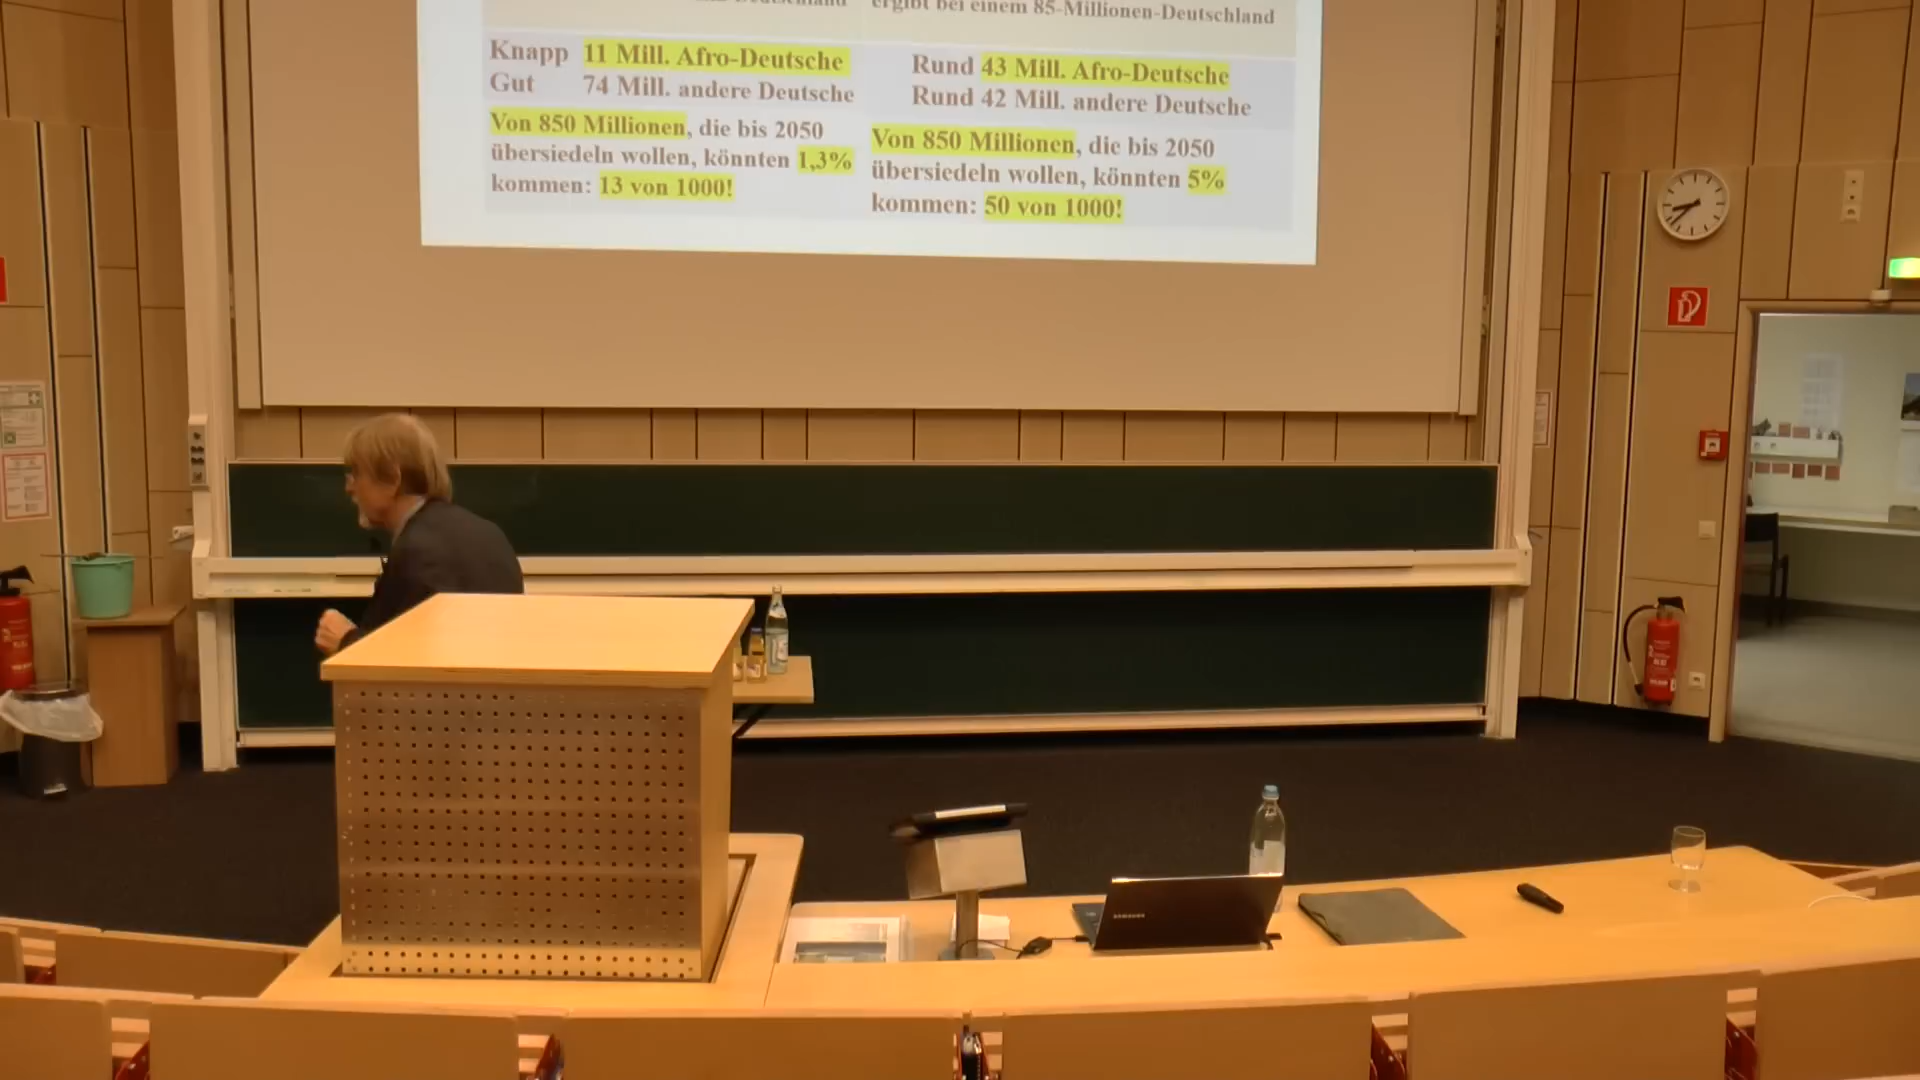 Deutschland
ergibt bei einem 85-Millionen-Deutschland
Knapp 11 Mill. Afro-Deutsche
Gut 74 Mill. andere Deutsche
Von 850 Millionen, die bis 2050
übersiedeln wollen, könnten 1,3%
kommen: 13 von 1000!
Rund 43 Mill. Afro-Deutsche
Rund 42 Mill. andere Deutsche
Von 850 Millionen, die bis 2050
übersiedeln wollen, könnten 5%
kommen: 50 von 1000!
SAMSUNG